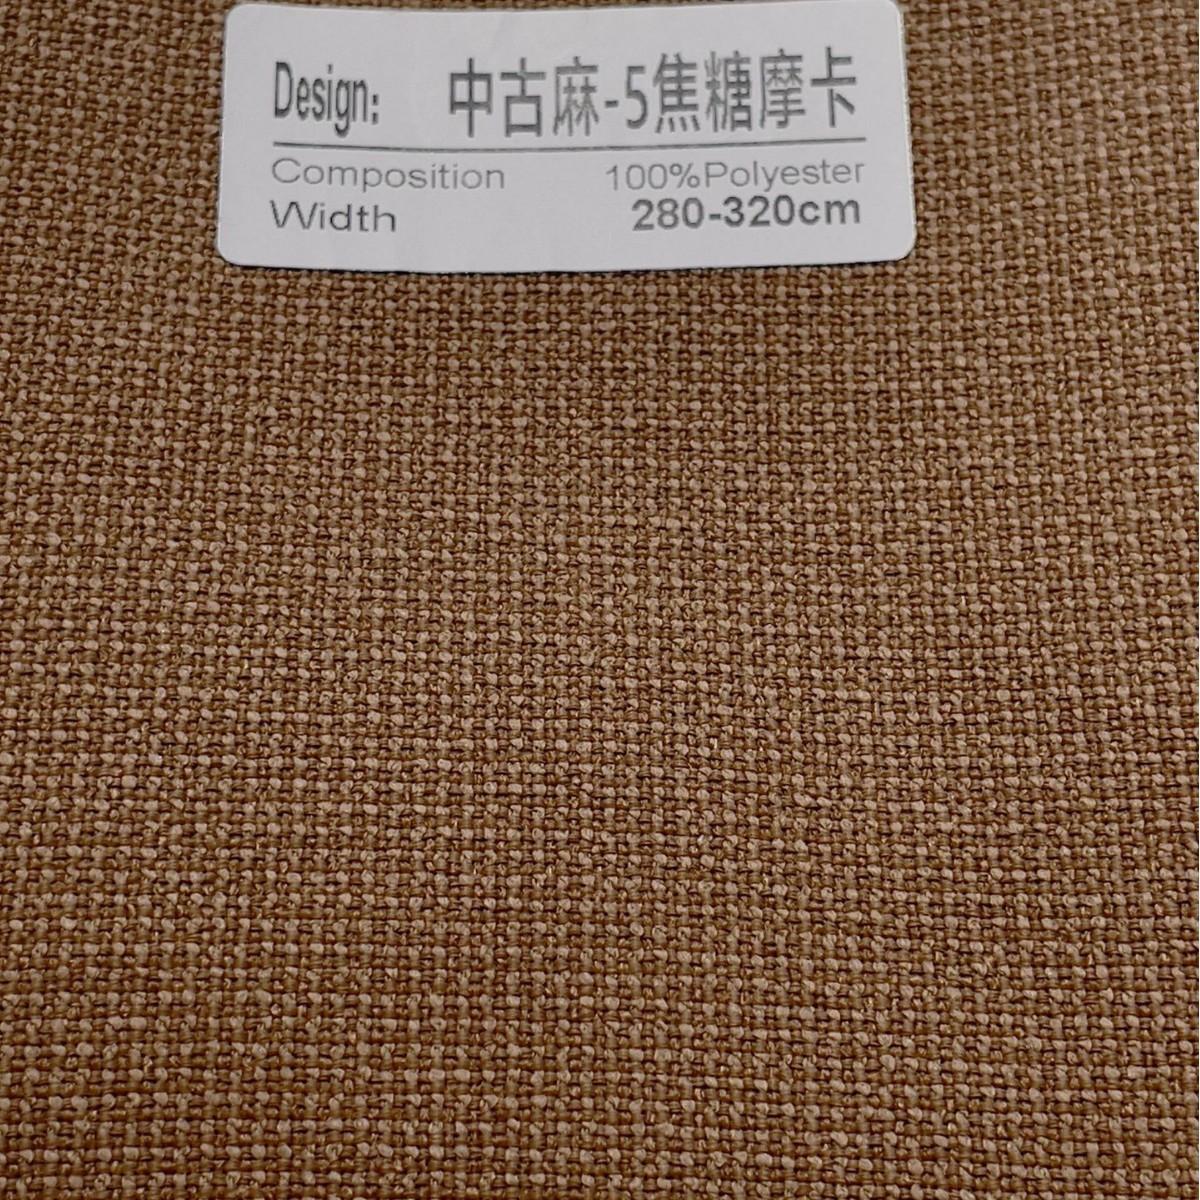 Design: 中古麻-5焦糖摩卡
Composition 100%Polyester
Width 280-320cm